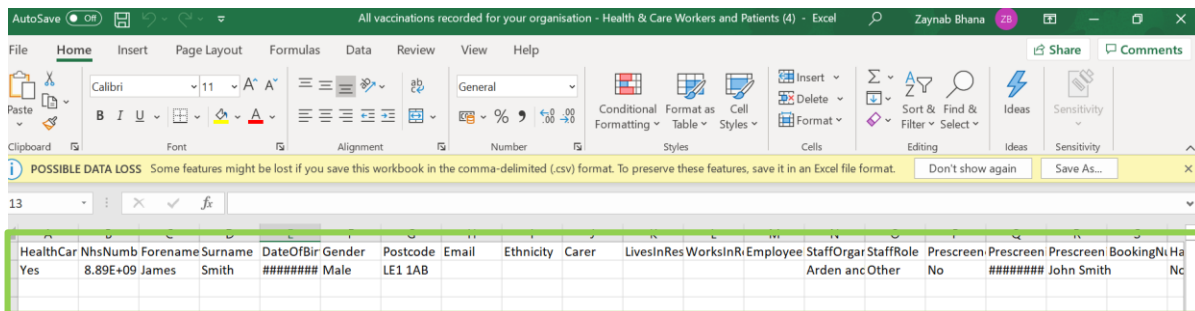 AutoSave Off All vaccinations recorded for your organisation - Health & Care Workers and Patients (4) - Excel Zaynab Bhana ZB
File Home Insert Page Layout Formulas Data Review View Help Share Comments
Calibri 11 A^ A˅ ab General Insert Σ
Paste Conditional Format as Cell Delete Sort & Find & Ideas Sensitivity
B I U A % 9 .00 Formatting Table Styles Format Filter Select
Clipboard Font Alignment Number Styles Cells Editing Ideas Sensitivity
i POSSIBLE DATA LOSS Some features might be lost if you save this workbook in the comma-delimited (.csv) format. To preserve these features, save it in an Excel file format. Don't show again Save As...
13 fx
HealthCar NhsNumb Forename Surname DateOfBir Gender Postcode Email Ethnicity Carer LivesInRes WorksInRe Employee StaffOrgar StaffRole Prescreen Prescreen Prescreen BookingNu Ha
Yes 8.89E+09 James Smith ######## Male LE1 1AB Arden and Other No ######## John Smith No